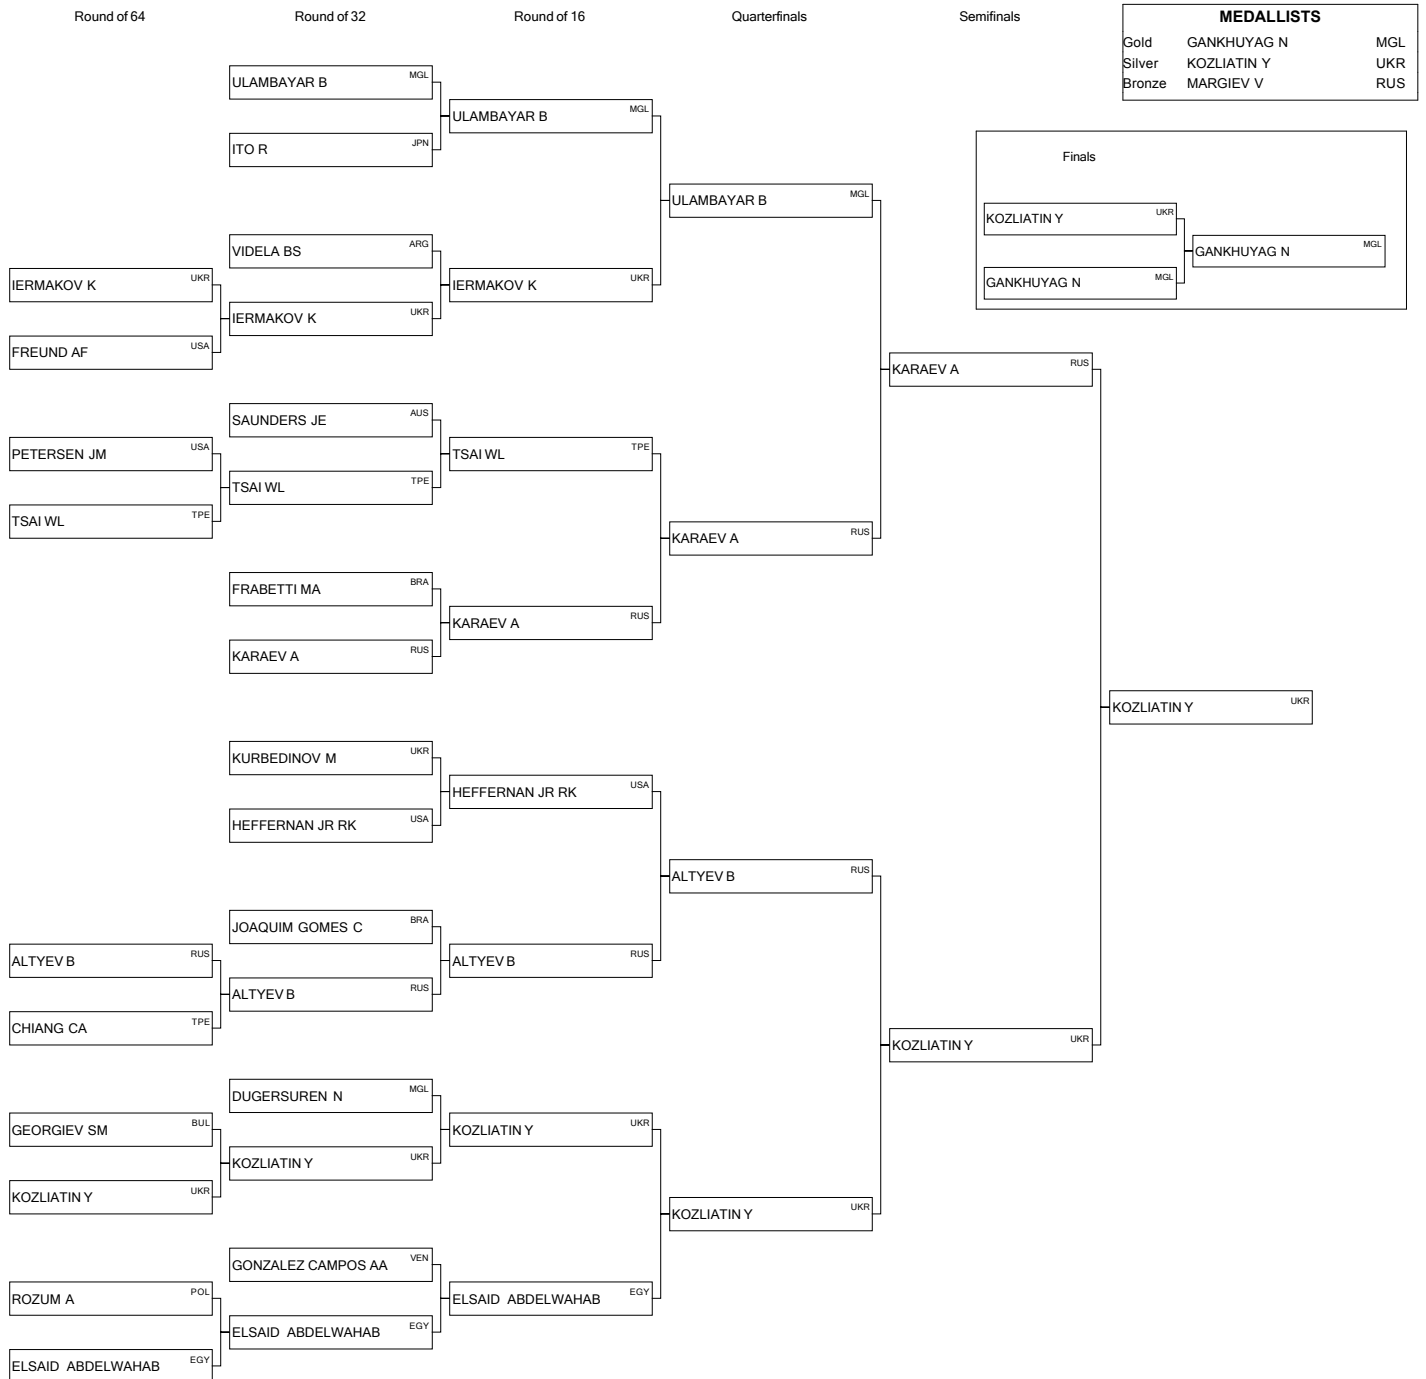 Round of 64 Round of 32 Round of 16 Quarterfinals Semifinals
MEDALLISTS
Gold GANKHUYAG N MGL
Silver KOZLIATIN Y UKR
Bronze MARGIEV V RUS
Finals
KOZLIATIN Y UKR
GANKHUYAG N MGL
GANKHUYAG N MGL
IERMAKOV K UKR
FREUND AF USA
PETERSEN JM USA
TSAI WL TPE
ALTYEV B RUS
CHIANG CA TPE
GEORGIEV SM BUL
KOZLIATIN Y UKR
ROZUM A POL
ELSAID ABDELWAHAB EGY
ULAMBAYAR B MGL
ITO R JPN
VIDELA BS ARG
IERMAKOV K UKR
SAUNDERS JE AUS
TSAI WL TPE
FRABETTI MA BRA
KARAEV A RUS
KURBEDINOV M UKR
HEFFERNAN JR RK USA
JOAQUIM GOMES C BRA
ALTYEV B RUS
DUGERSUREN N MGL
KOZLIATIN Y UKR
GONZALEZ CAMPOS AA VEN
ELSAID ABDELWAHAB EGY
ULAMBAYAR B MGL
IERMAKOV K UKR
TSAI WL TPE
KARAEV A RUS
HEFFERNAN JR RK USA
ALTYEV B RUS
KOZLIATIN Y UKR
ELSAID ABDELWAHAB EGY
ULAMBAYAR B MGL
KARAEV A RUS
ALTYEV B RUS
KOZLIATIN Y UKR
KARAEV A RUS
KOZLIATIN Y UKR
KOZLIATIN Y UKR